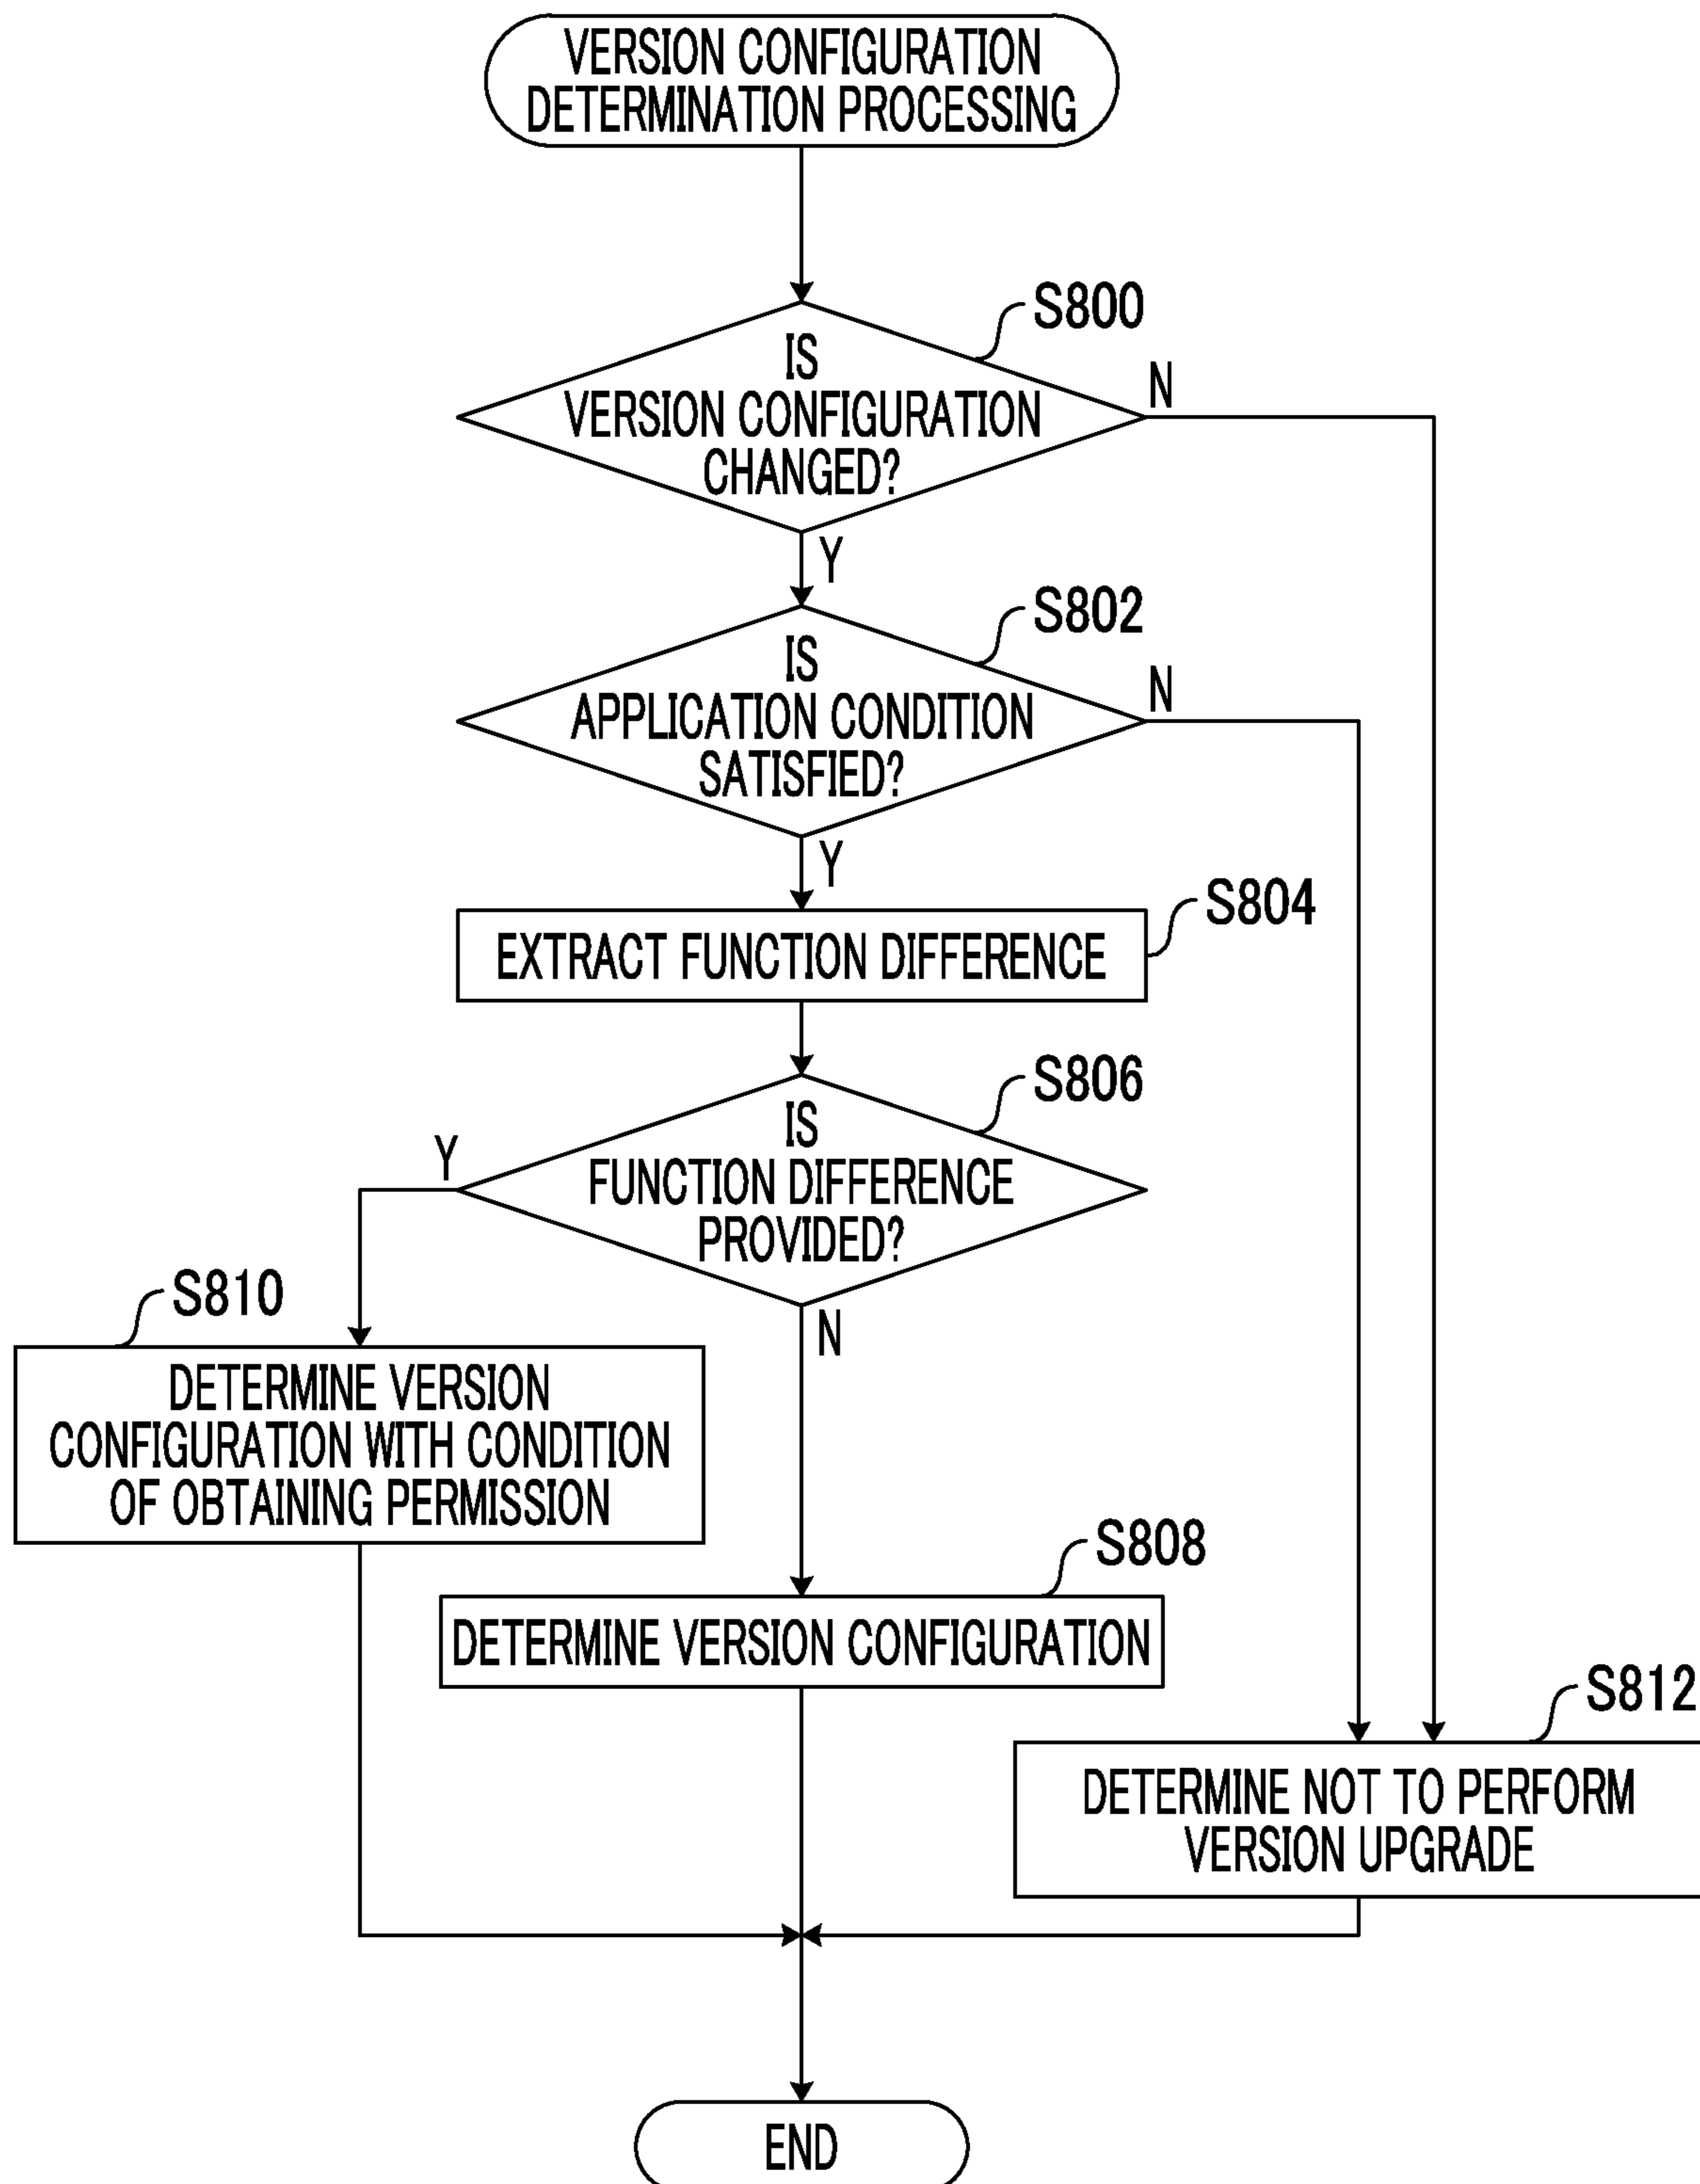 VERSION CONFIGURATION
DETERMINATION PROCESSING
S800
IS
VERSION CONFIGURATION
CHANGED?
N
Y
S802
IS
APPLICATION CONDITION
SATISFIED?
N
Y
S804
EXTRACT FUNCTION DIFFERENCE
S806
IS
FUNCTION DIFFERENCE
PROVIDED?
Y
N
S810
DETERMINE VERSION
CONFIGURATION WITH CONDITION
OF OBTAINING PERMISSION
S808
DETERMINE VERSION CONFIGURATION
S812
DETERMINE NOT TO PERFORM
VERSION UPGRADE
END